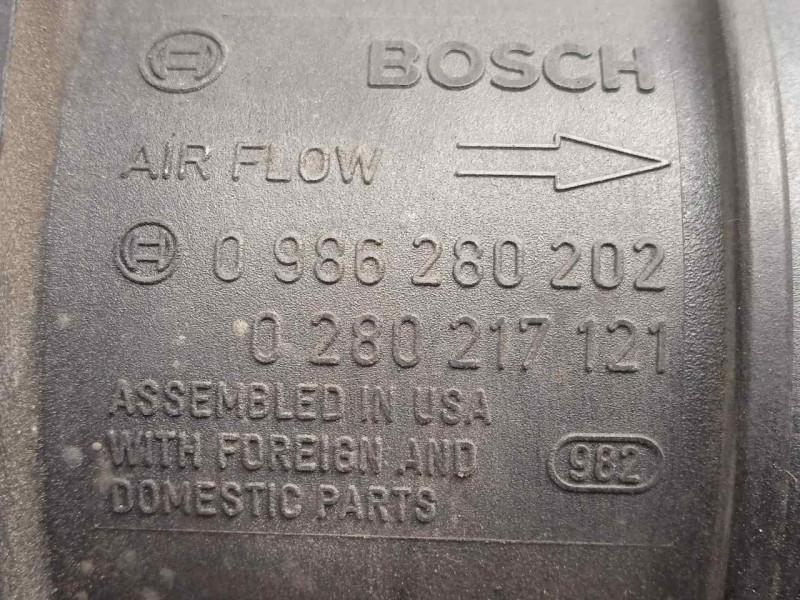 BOSCH
AIR FLOW
0 986 280 202
0 280 217 121
ASSEMBLED IN USA
WITH FOREIGN AND
DOMESTIC PARTS
982